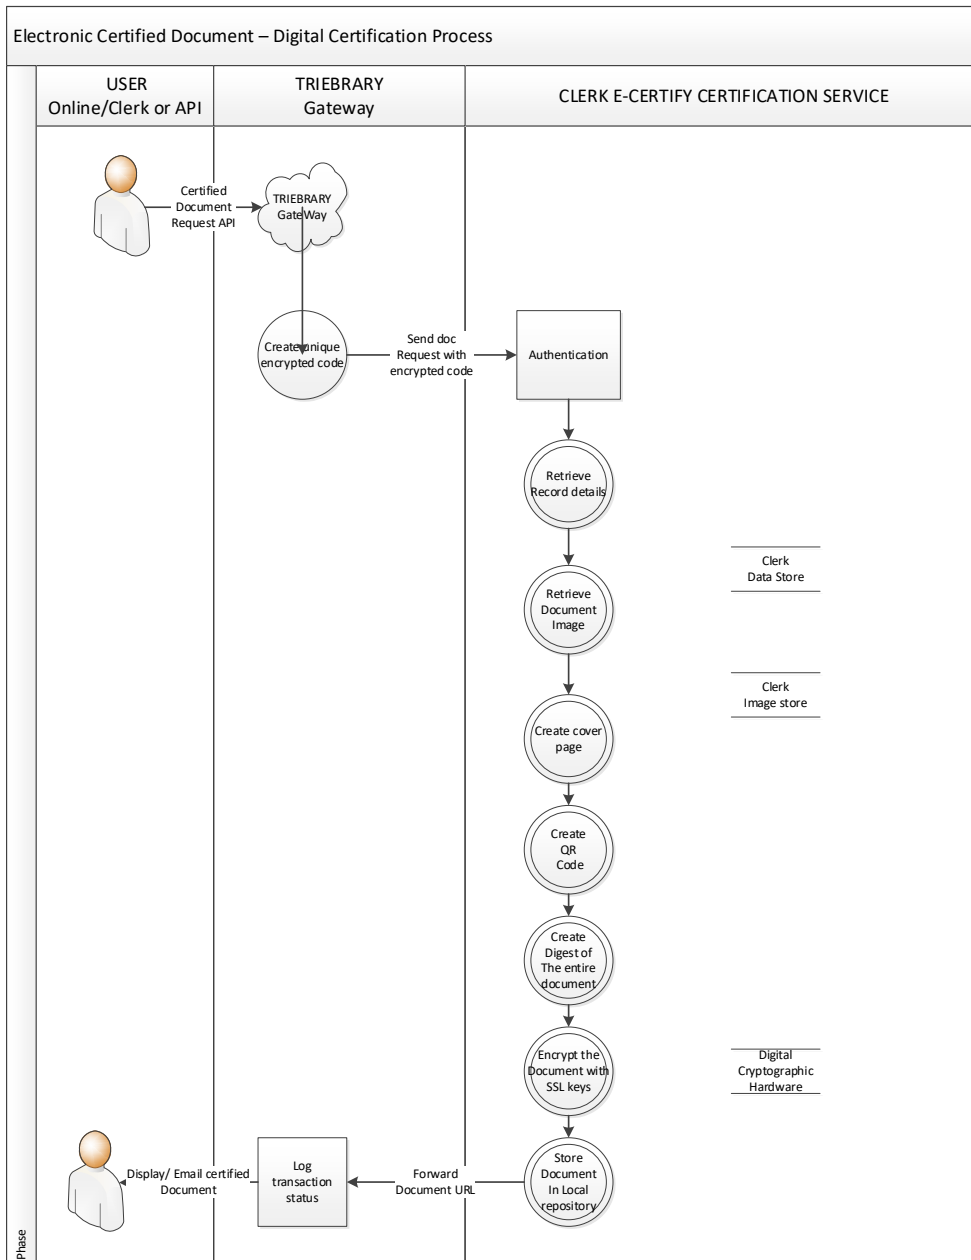 Electronic Certified Document – Digital Certification Process
USER
Online/Clerk or API
TRIEBRARY
Gateway
CLERK E-CERTIFY CERTIFICATION SERVICE
Certified
Document
Request API
TRIEBRARY
GateWay
Create unique
encrypted code
Send doc
Request with
encrypted code
Authentication
Retrieve
Record details
Clerk
Data Store
Retrieve
Document
Image
Clerk
Image store
Create cover
page
Create
QR
Code
Create
Digest of
The entire
document
Encrypt the
Document with
SSL keys
Digital
Cryptographic
Hardware
Store
Document
In Local
repository
Forward
Document URL
Log
transaction
status
Display/ Email certified
Document
Phase